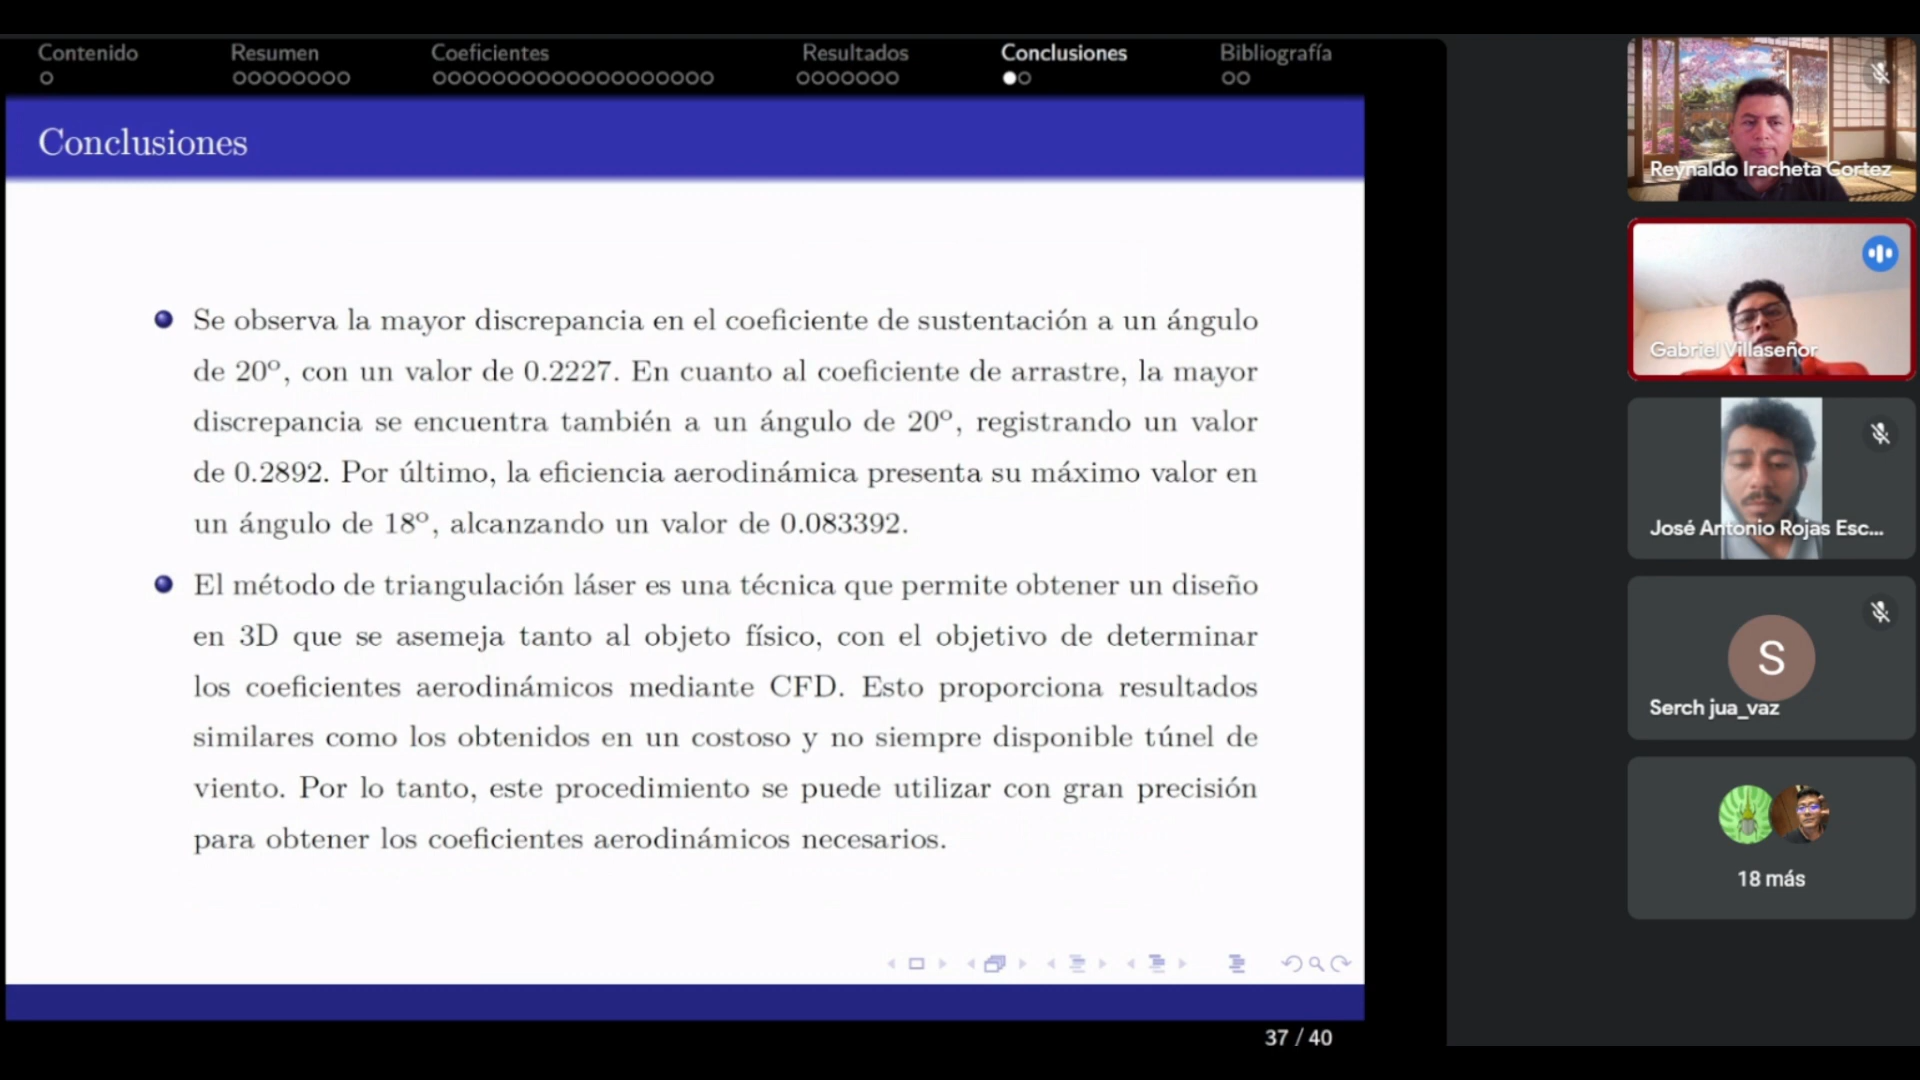 Contenido
Resumen
Coeficientes
Resultados
Conclusiones
Bibliografía
Conclusiones
Se observa la mayor discrepancia en el coeficiente de sustentación a un ángulo
de 20º, con un valor de 0.2227. En cuanto al coeficiente de arrastre, la mayor
discrepancia se encuentra también a un ángulo de 20º, registrando un valor
de 0.2892. Por último, la eficiencia aerodinámica presenta su máximo valor en
un ángulo de 18º, alcanzando un valor de 0.083392.
El método de triangulación láser es una técnica que permite obtener un diseño
en 3D que se asemeja tanto al objeto físico, con el objetivo de determinar
los coeficientes aerodinámicos mediante CFD. Esto proporciona resultados
similares como los obtenidos en un costoso y no siempre disponible túnel de
viento. Por lo tanto, este procedimiento se puede utilizar con gran precisión
para obtener los coeficientes aerodinámicos necesarios.
37 / 40
Reynaldo Iracheta Cortez
Gabriel Villaseñor
José Antonio Rojas Esc...
S
Serch jua_vaz
18 más